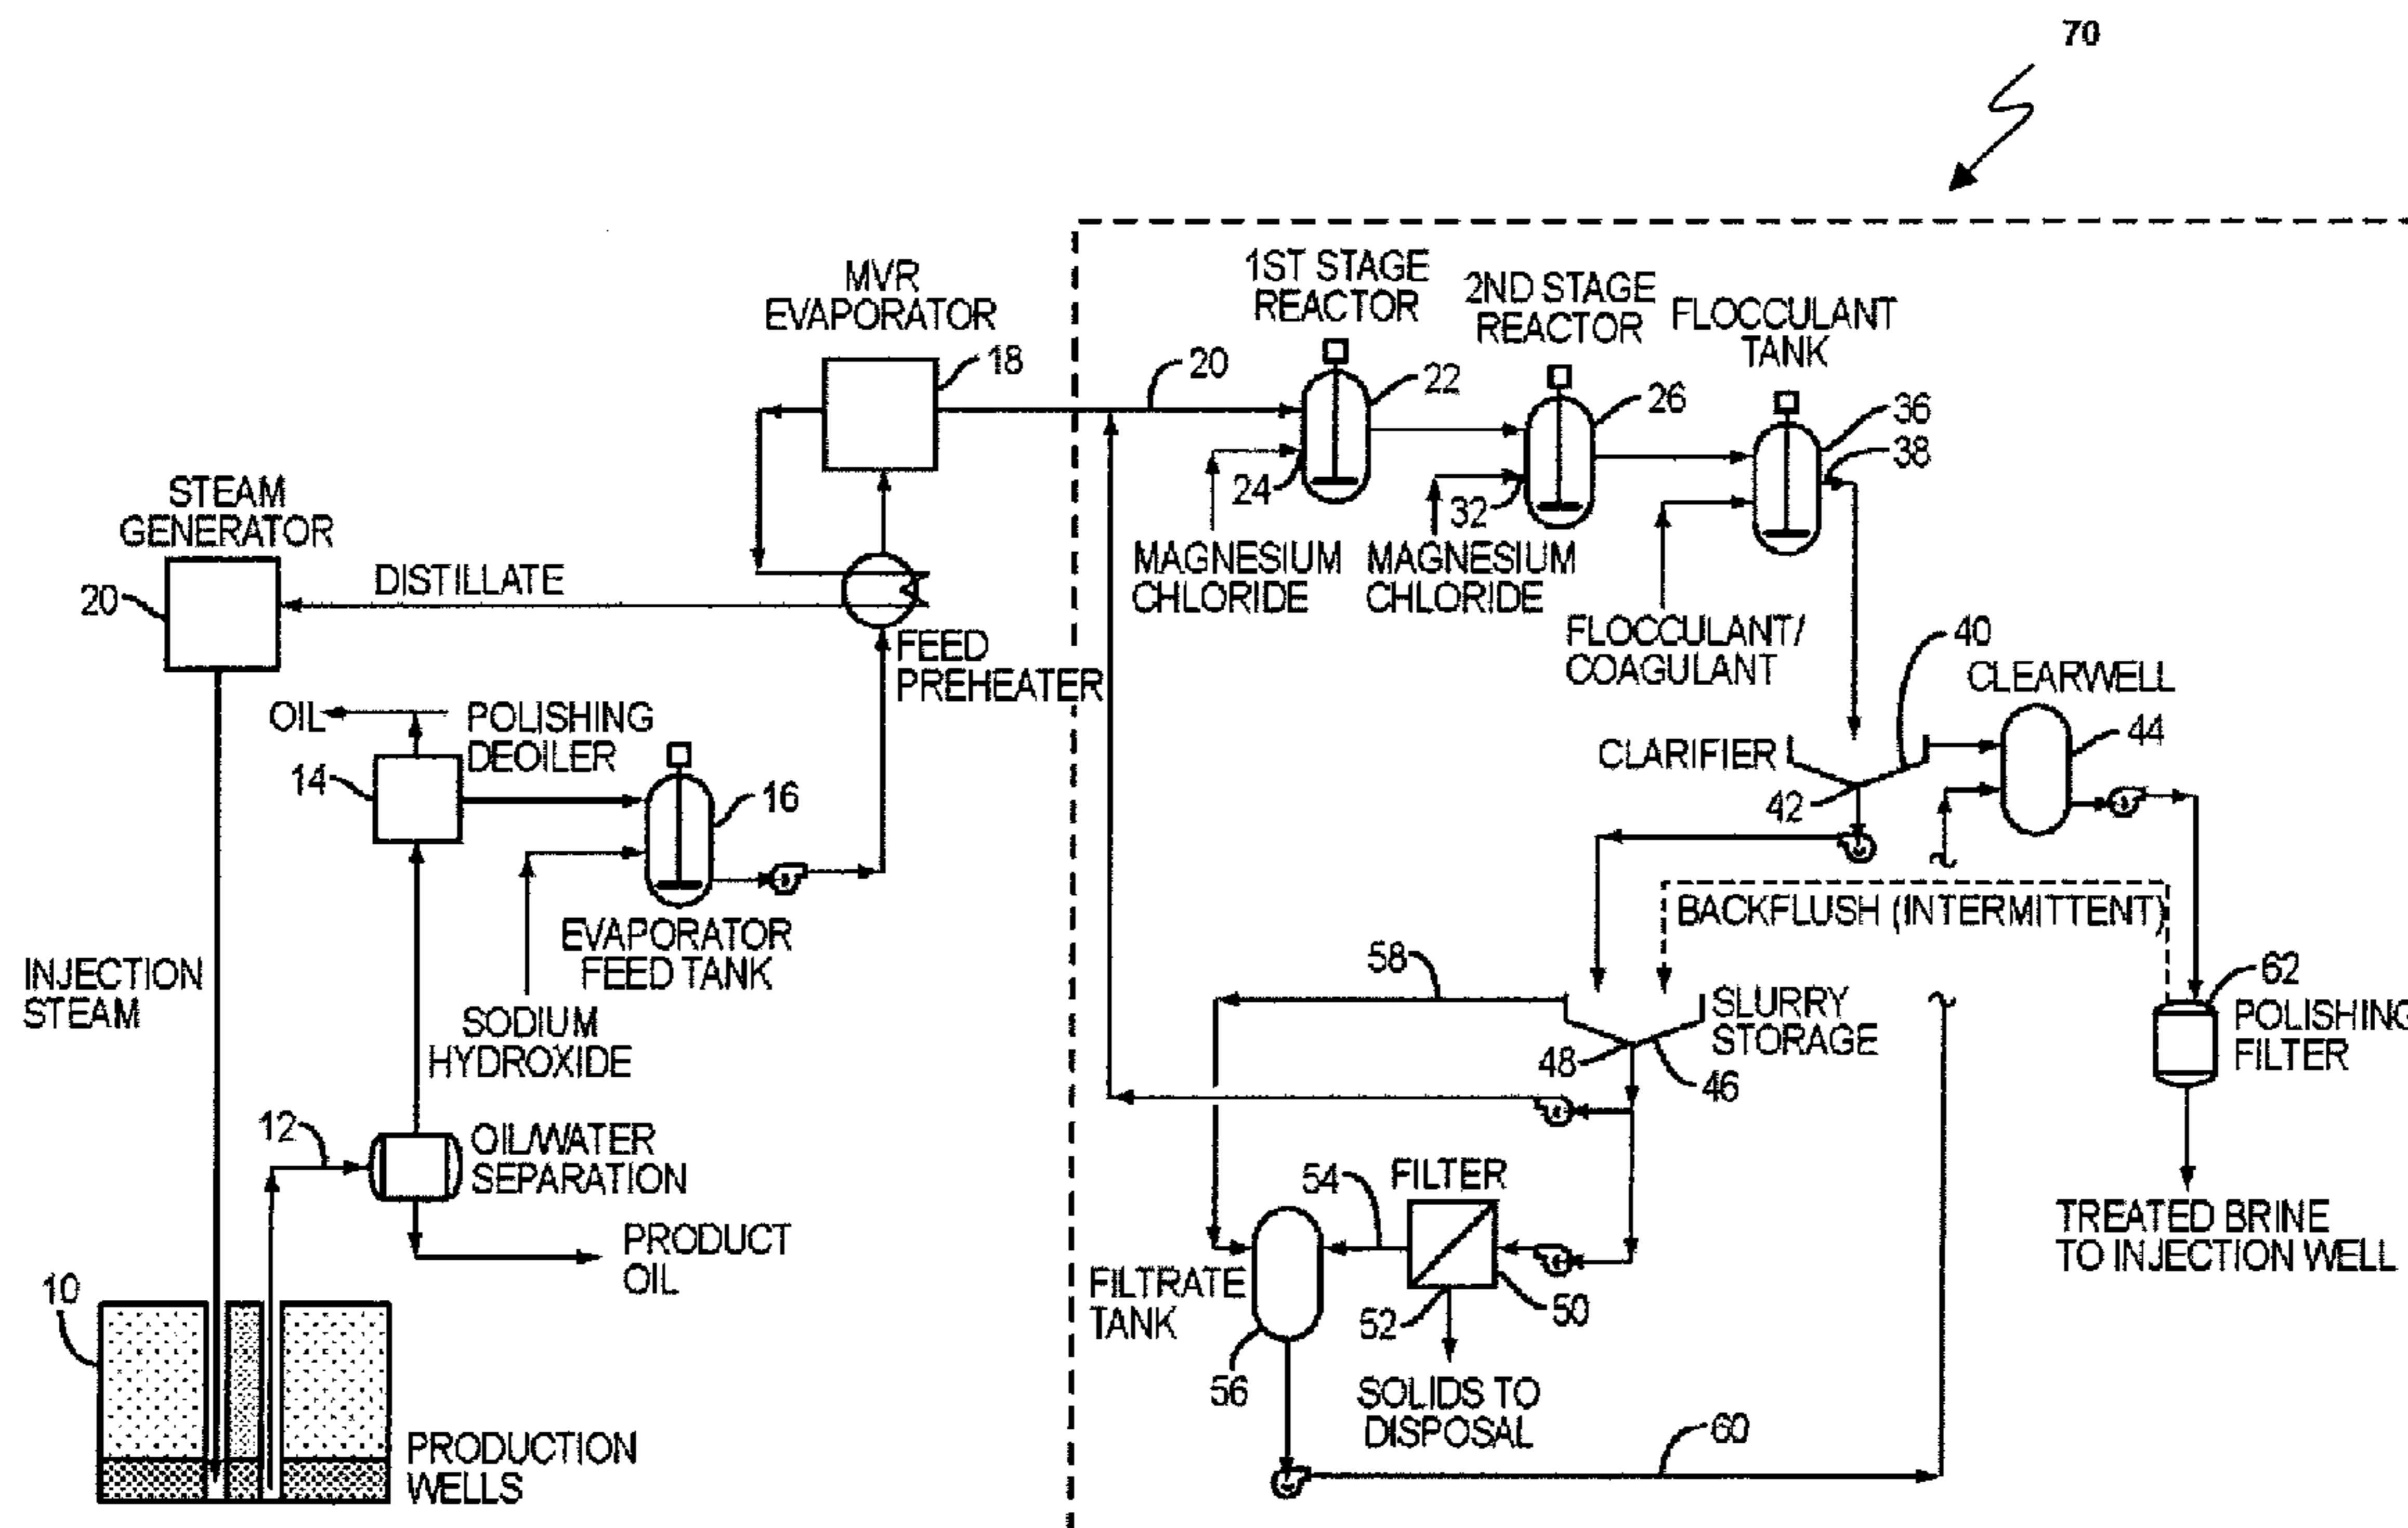 70
1ST STAGE
REACTOR
2ND STAGE
REACTOR
FLOCCULANT
TANK
MVR
EVAPORATOR
18
20
22
26
36
38
24
32
STEAM
GENERATOR
20
DISTILLATE
MAGNESIUM
CHLORIDE
MAGNESIUM
CHLORIDE
FLOCCULANT/
COAGULANT
FEED
PREHEATER
40
CLEARWELL
44
CLARIFIER
42
OIL
POLISHING
DEOILER
14
16
EVAPORATOR
FEED TANK
BACKFLUSH (INTERMITTENT)
INJECTION
STEAM
SODIUM
HYDROXIDE
58
SLURRY
STORAGE
48
46
62
POLISHING
FILTER
12
OIL/WATER
SEPARATION
PRODUCT
OIL
54
FILTER
FILTRATE
TANK
52
50
56
SOLIDS TO
DISPOSAL
TREATED BRINE
TO INJECTION WELL
10
PRODUCTION
WELLS
60